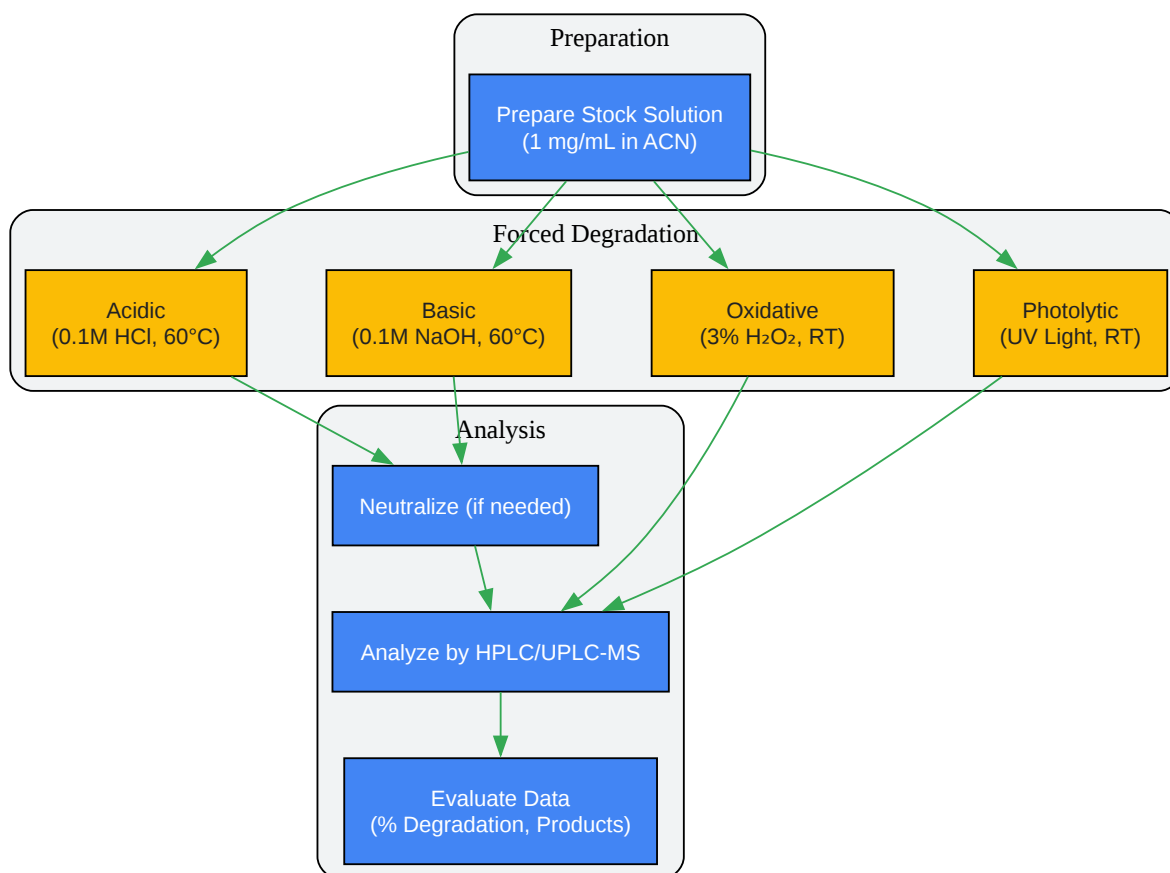 Preparation
Prepare Stock Solution
(1 mg/mL in ACN)
Forced Degradation
Acidic
(0.1M HCl, 60°C)
Basic
(0.1M NaOH, 60°C)
Oxidative
(3% H₂O₂, RT)
Photolytic
(UV Light, RT)
Analysis
Neutralize (if needed)
Analyze by HPLC/UPLC-MS
Evaluate Data
(% Degradation, Products)